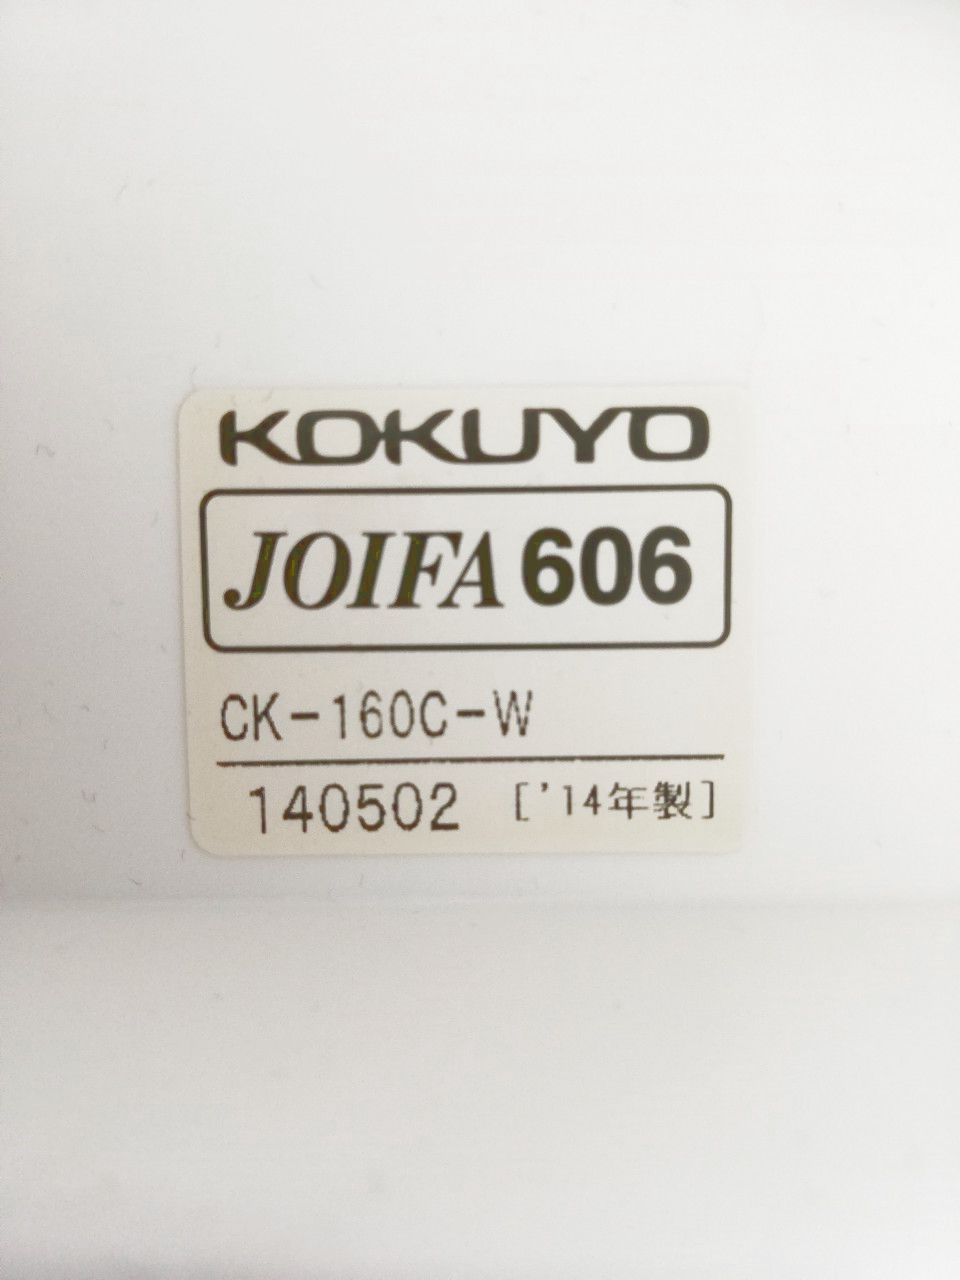 KOKUYO
JOIFA 606
CK-160C-W
140502 ['14年製]